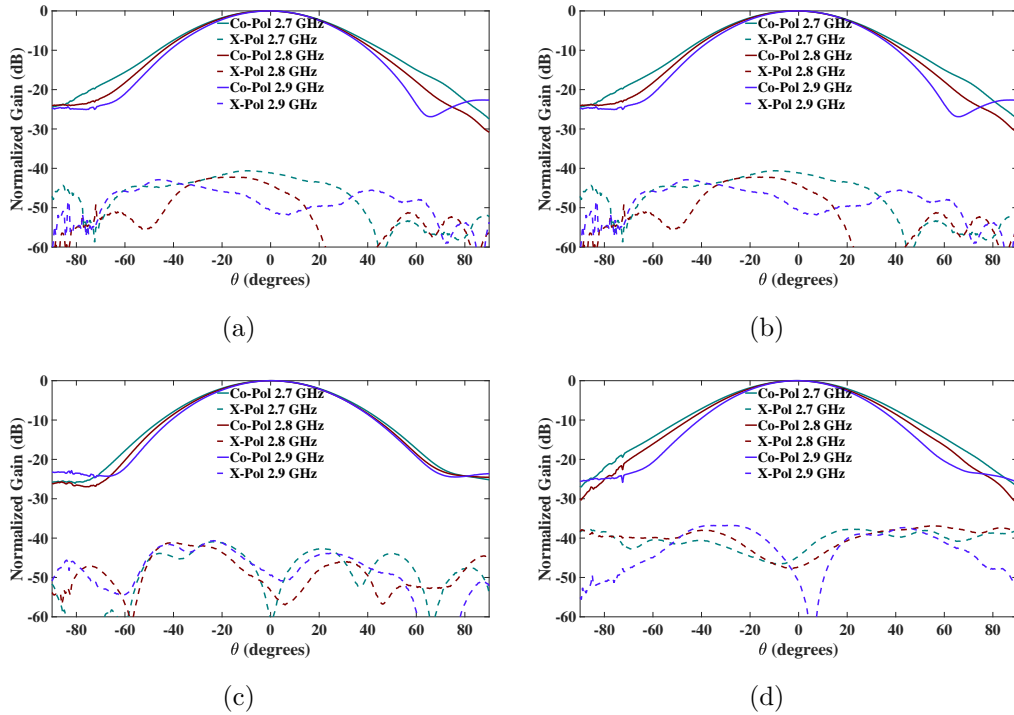 0
-10
-20
-30
-40
-50
-60
Normalized Gain (dB)
Co-Pol 2.7 GHz
X-Pol 2.7 GHz
Co-Pol 2.8 GHz
X-Pol 2.8 GHz
Co-Pol 2.9 GHz
X-Pol 2.9 GHz
-80 -60 -40 -20 0 20 40 60 80
θ (degrees)
(a)
0
-10
-20
-30
-40
-50
-60
Normalized Gain (dB)
Co-Pol 2.7 GHz
X-Pol 2.7 GHz
Co-Pol 2.8 GHz
X-Pol 2.8 GHz
Co-Pol 2.9 GHz
X-Pol 2.9 GHz
-80 -60 -40 -20 0 20 40 60 80
θ (degrees)
(b)
0
-10
-20
-30
-40
-50
-60
Normalized Gain (dB)
Co-Pol 2.7 GHz
X-Pol 2.7 GHz
Co-Pol 2.8 GHz
X-Pol 2.8 GHz
Co-Pol 2.9 GHz
X-Pol 2.9 GHz
-80 -60 -40 -20 0 20 40 60 80
θ (degrees)
(c)
0
-10
-20
-30
-40
-50
-60
Normalized Gain (dB)
Co-Pol 2.7 GHz
X-Pol 2.7 GHz
Co-Pol 2.8 GHz
X-Pol 2.8 GHz
Co-Pol 2.9 GHz
X-Pol 2.9 GHz
-80 -60 -40 -20 0 20 40 60 80
θ (degrees)
(d)